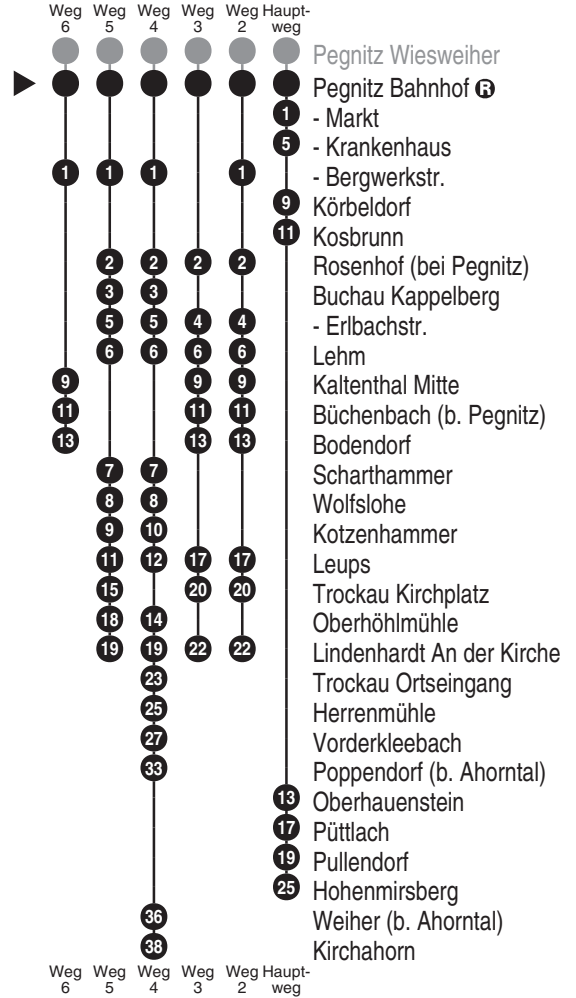 Weg Weg Weg Weg Weg Haupt-
6 5 4 3 2 weg
Pegnitz Wiesweiher
Pegnitz Bahnhof R
1 - Markt
5 - Krankenhaus
1 1 1 1 - Bergwerkstr.
9 Körbeldorf
11 Kosbrunn
2 2 2 2 Rosenhof (bei Pegnitz)
3 3 Buchau Kappelberg
5 5 4 4 - Erlbachstr.
6 6 6 6 Lehm
9 9 9 Kaltenthal Mitte
11 11 11 Büchenbach (b. Pegnitz)
13 13 13 Bodendorf
7 7 Scharthammer
8 8 Wolfslohe
9 10 Kotzenhammer
11 12 17 17 Leups
15 20 20 Trockau Kirchplatz
18 14 Oberhöhlmühle
19 19 22 22 Lindenhardt An der Kirche
23 Trockau Ortseingang
25 Herrenmühle
27 Vorderkleebach
33 Poppendorf (b. Ahorntal)
13 Oberhauenstein
17 Püttlach
19 Pullendorf
25 Hohenmirsberg
36 Weiher (b. Ahorntal)
38 Kirchahorn
Weg Weg Weg Weg Weg Haupt-
6 5 4 3 2 weg